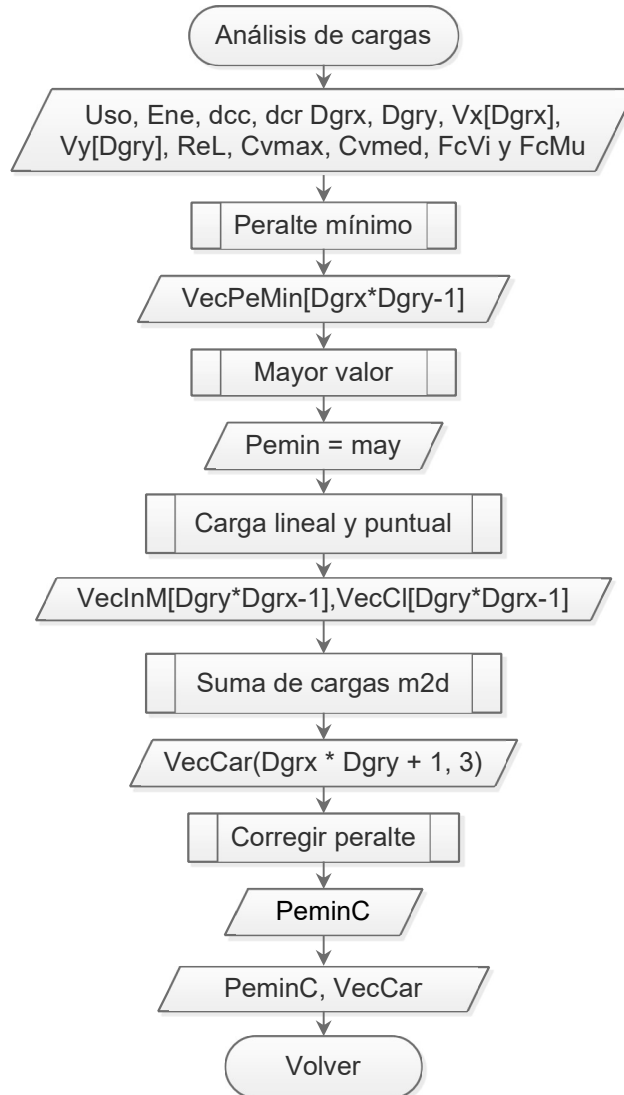 Análisis de cargas
Uso, Ene, dcc, dcr Dgrx, Dgry, Vx[Dgrx],
Vy[Dgry], ReL, Cvmax, Cvmed, FcVi y FcMu
Peralte mínimo
VecPeMin[Dgrx*Dgry-1]
Mayor valor
Pemin = may
Carga lineal y puntual
VecInM[Dgry*Dgrx-1],VecCl[Dgry*Dgrx-1]
Suma de cargas m2d
VecCar(Dgrx * Dgry + 1, 3)
Corregir peralte
PeminC
PeminC, VecCar
Volver